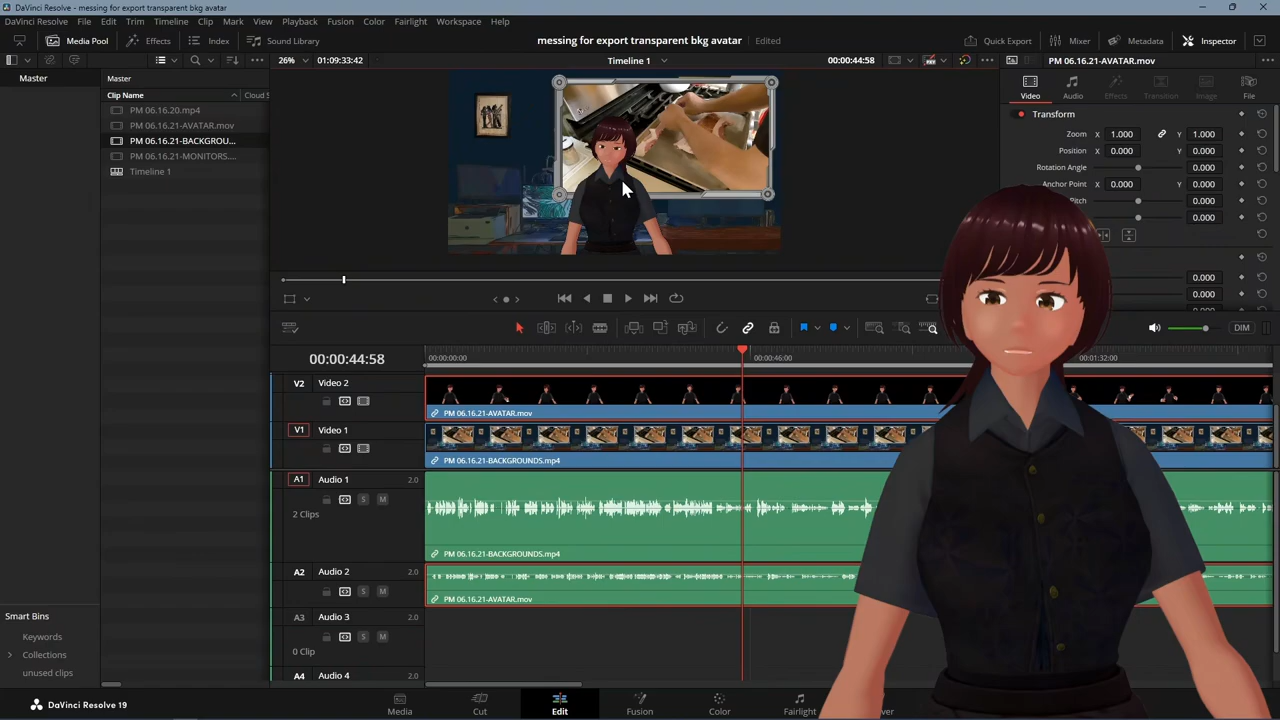 DaVinci Resolve - messing for export transparent bkg avatar
DaVinci Resolve File Edit Trim Timeline Clip Mark View Playback Fusion Color Fairlight Workspace Help
Media Pool Effects Index Sound Library messing for export transparent bkg avatar Edited Quick Export Mixer Metadata Inspector
Master Master 26% 01:09:33:42 Timeline 1 00:00:44:58 PM 06.16.21-AVATAR.mov
Clip Name Cloud S
PM 06.16.20.mp4
PM 06.16.21-AVATAR.mov
PM 06.16.21-BACKGROU...
PM 06.16.21-MONITORS....
Timeline 1
Video Audio Effects Transition Image File
Transform
Zoom X 1.000 Y 1.000
Position X 0.000 Y 0.000
Rotation Angle 0.000
Anchor Point X 0.000 Y 0.000
Pitch 0.000
0.000
0.000
0.000
DIM
00:00:44:58 00:00:00:00 00:00:46:00 00:01:32:00
V2 Video 2
PM 06.16.21-AVATAR.mov
V1 Video 1
PM 06.16.21-BACKGROUNDS.mp4
A1 Audio 1 2.0
S M
2 Clips
PM 06.16.21-BACKGROUNDS.mp4
A2 Audio 2 2.0
S M
PM 06.16.21-AVATAR.mov
A3 Audio 3 2.0
S M
0 Clip
A4 Audio 4 2.0
Smart Bins
Keywords
Collections
unused clips
DaVinci Resolve 19
Media Cut Edit Fusion Color Fairlight